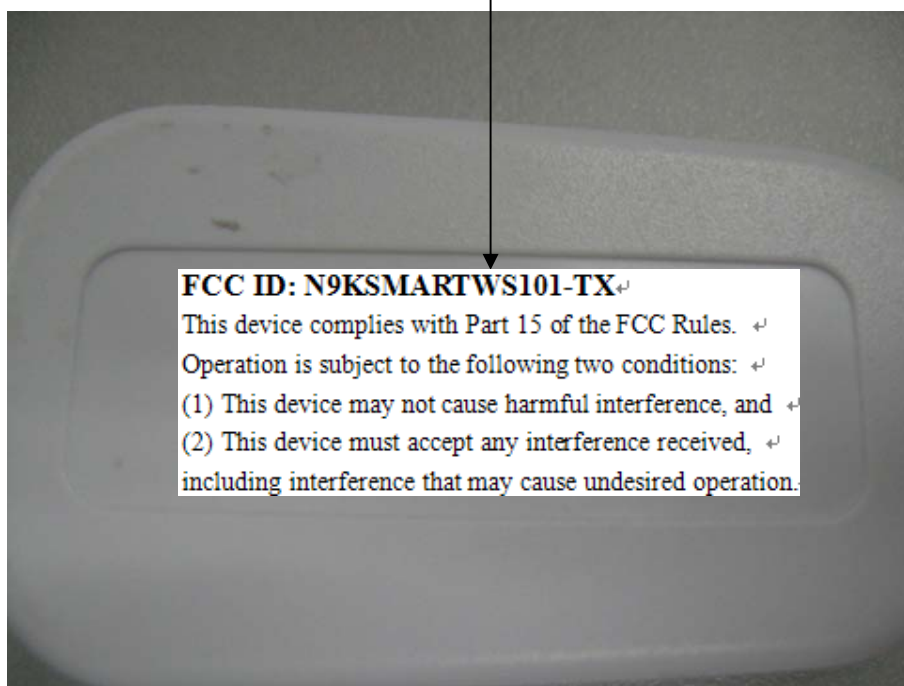 FCC ID: N9KSMARTWS101-TX
This device complies with Part 15 of the FCC Rules.
Operation is subject to the following two conditions:
(1) This device may not cause harmful interference, and
(2) This device must accept any interference received,
including interference that may cause undesired operation.